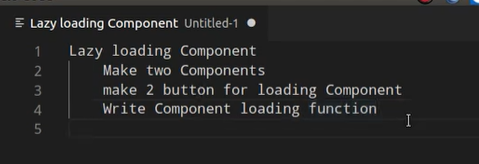 Lazy loading Component Untitled-1
1 Lazy loading Component
2 Make two Components
3 make 2 button for loading Component
4 Write Component loading function
5